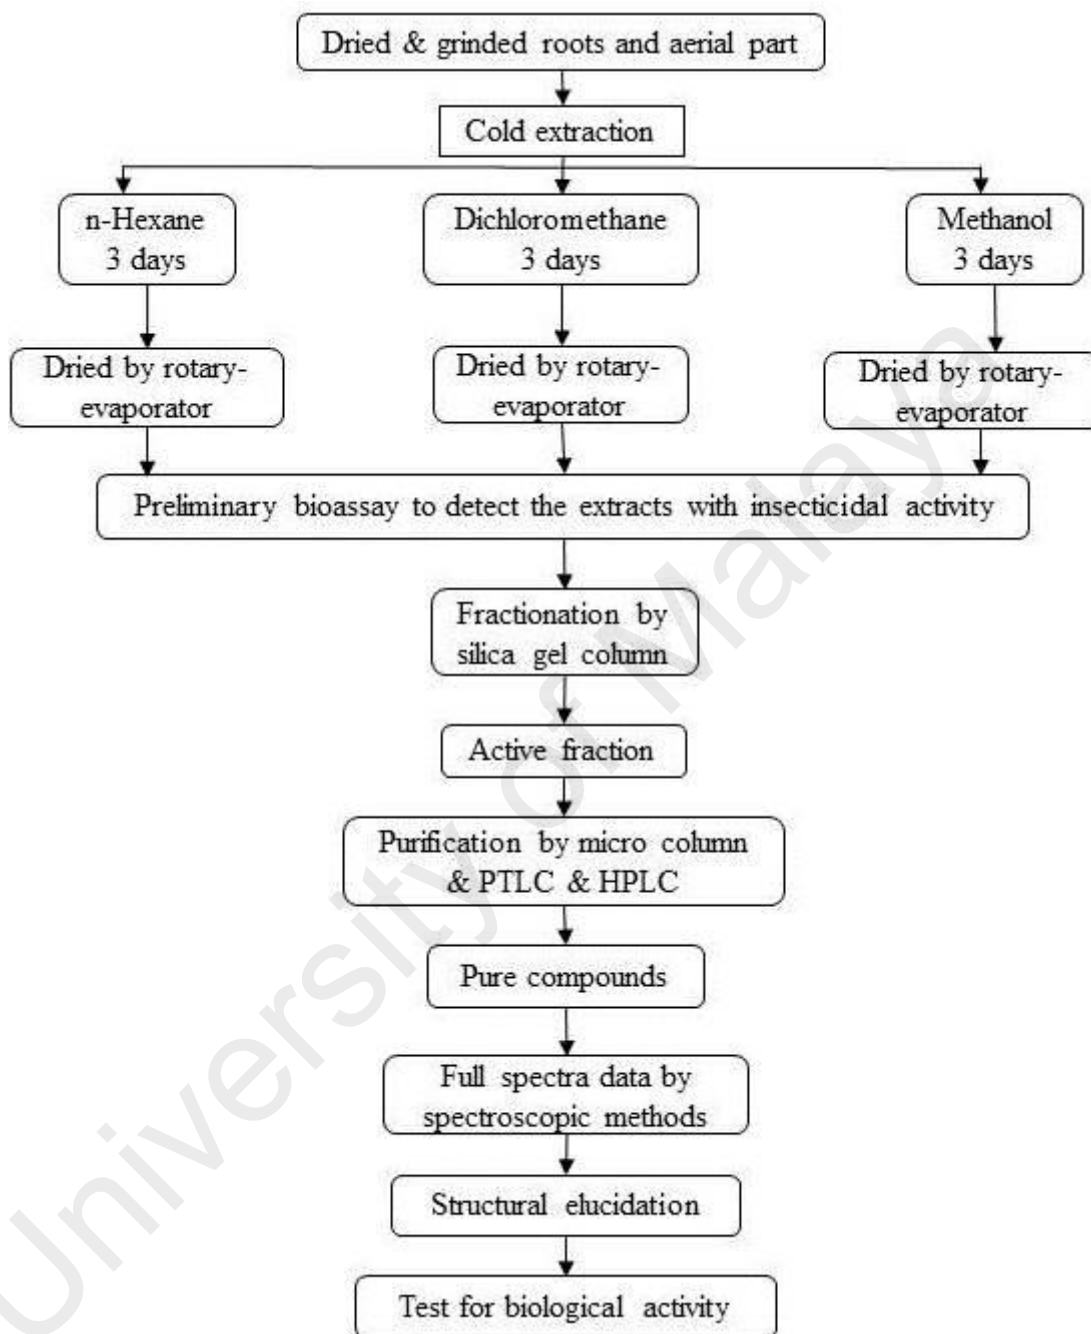 Dried & grinded roots and aerial part
Cold extraction
n-Hexane
3 days
Dichloromethane
3 days
Methanol
3 days
Dried by rotary-
evaporator
Dried by rotary-
evaporator
Dried by rotary-
evaporator
Preliminary bioassay to detect the extracts with insecticidal activity
Fractionation by
silica gel column
Active fraction
Purification by micro column
& PTLC & HPLC
Pure compounds
Full spectra data by
spectroscopic methods
Structural elucidation
Test for biological activity
University of Malaya